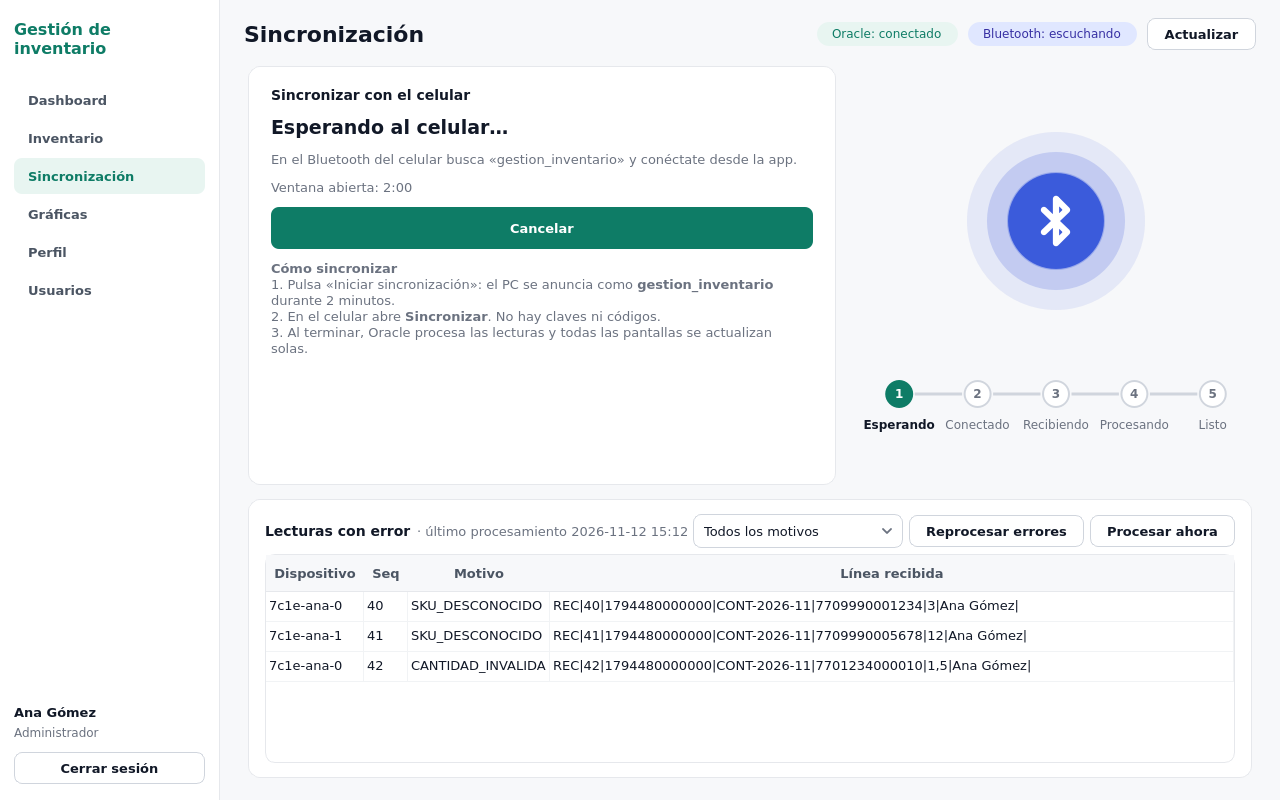 Gestión de
inventario
Dashboard
Inventario
Sincronización
Gráficas
Perfil
Usuarios
Ana Gómez
Administrador
Cerrar sesión
Sincronización
Oracle: conectado
Bluetooth: escuchando
Actualizar
Sincronizar con el celular
Esperando al celular…
En el Bluetooth del celular busca «gestion_inventario» y conéctate desde la app.
Ventana abierta: 2:00
Cancelar
Cómo sincronizar
1. Pulsa «Iniciar sincronización»: el PC se anuncia como gestion_inventario
durante 2 minutos.
2. En el celular abre Sincronizar. No hay claves ni códigos.
3. Al terminar, Oracle procesa las lecturas y todas las pantallas se actualizan
solas.
1 2 3 4 5
Esperando Conectado Recibiendo Procesando Listo
Lecturas con error · último procesamiento 2026-11-12 15:12 Todos los motivos Reprocesar errores Procesar ahora
Dispositivo Seq Motivo Línea recibida
7c1e-ana-0 40 SKU_DESCONOCIDO REC|40|1794480000000|CONT-2026-11|7709990001234|3|Ana Gómez|
7c1e-ana-1 41 SKU_DESCONOCIDO REC|41|1794480000000|CONT-2026-11|7709990005678|12|Ana Gómez|
7c1e-ana-0 42 CANTIDAD_INVALIDA REC|42|1794480000000|CONT-2026-11|7701234000010|1,5|Ana Gómez|